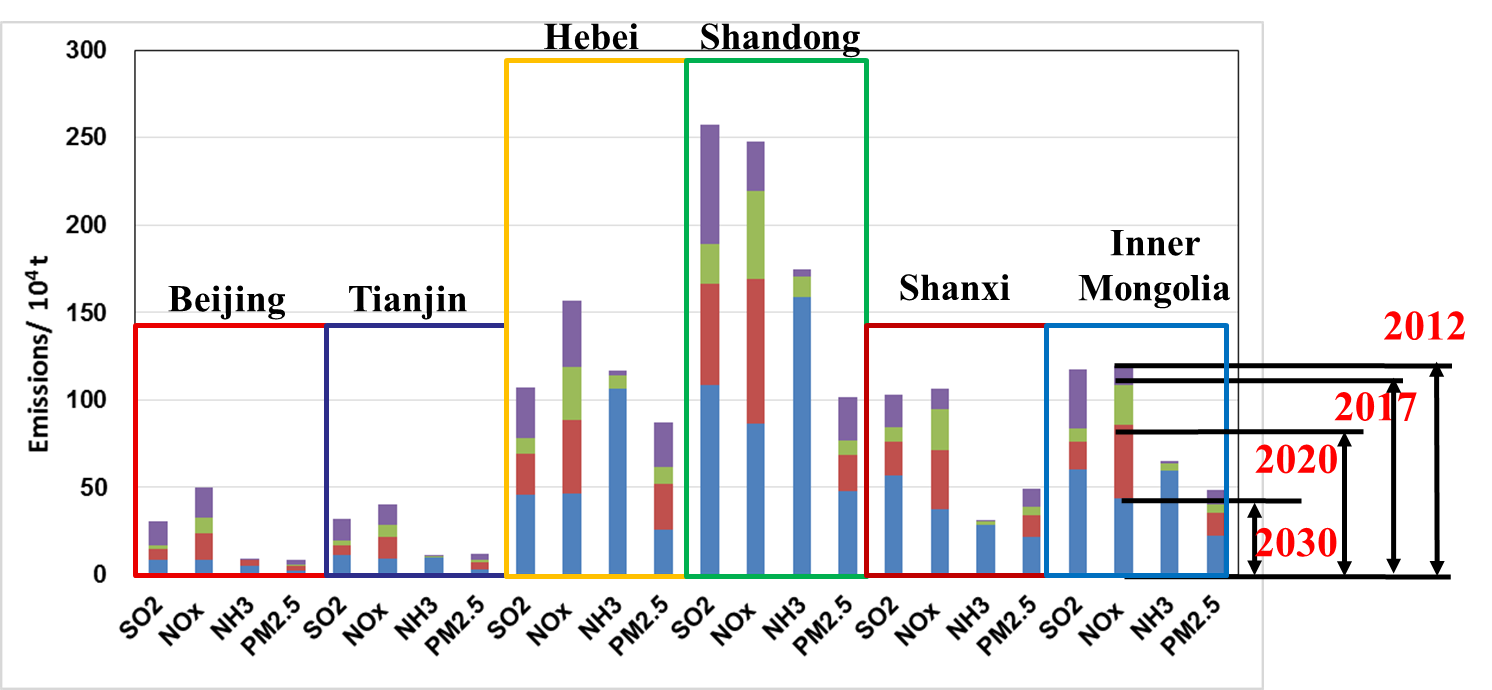 Hebei
Shandong
300
250
200
150
100
50
0
Emissions/ 10⁴ t
Beijing
Tianjin
Shanxi
Inner
Mongolia
2012
2017
2020
2030
SO2
NOx
NH3
PM2.5
SO2
NOx
NH3
PM2.5
SO2
NOx
NH3
PM2.5
SO2
NOx
NH3
PM2.5
SO2
NOx
NH3
PM2.5
SO2
NOx
NH3
PM2.5